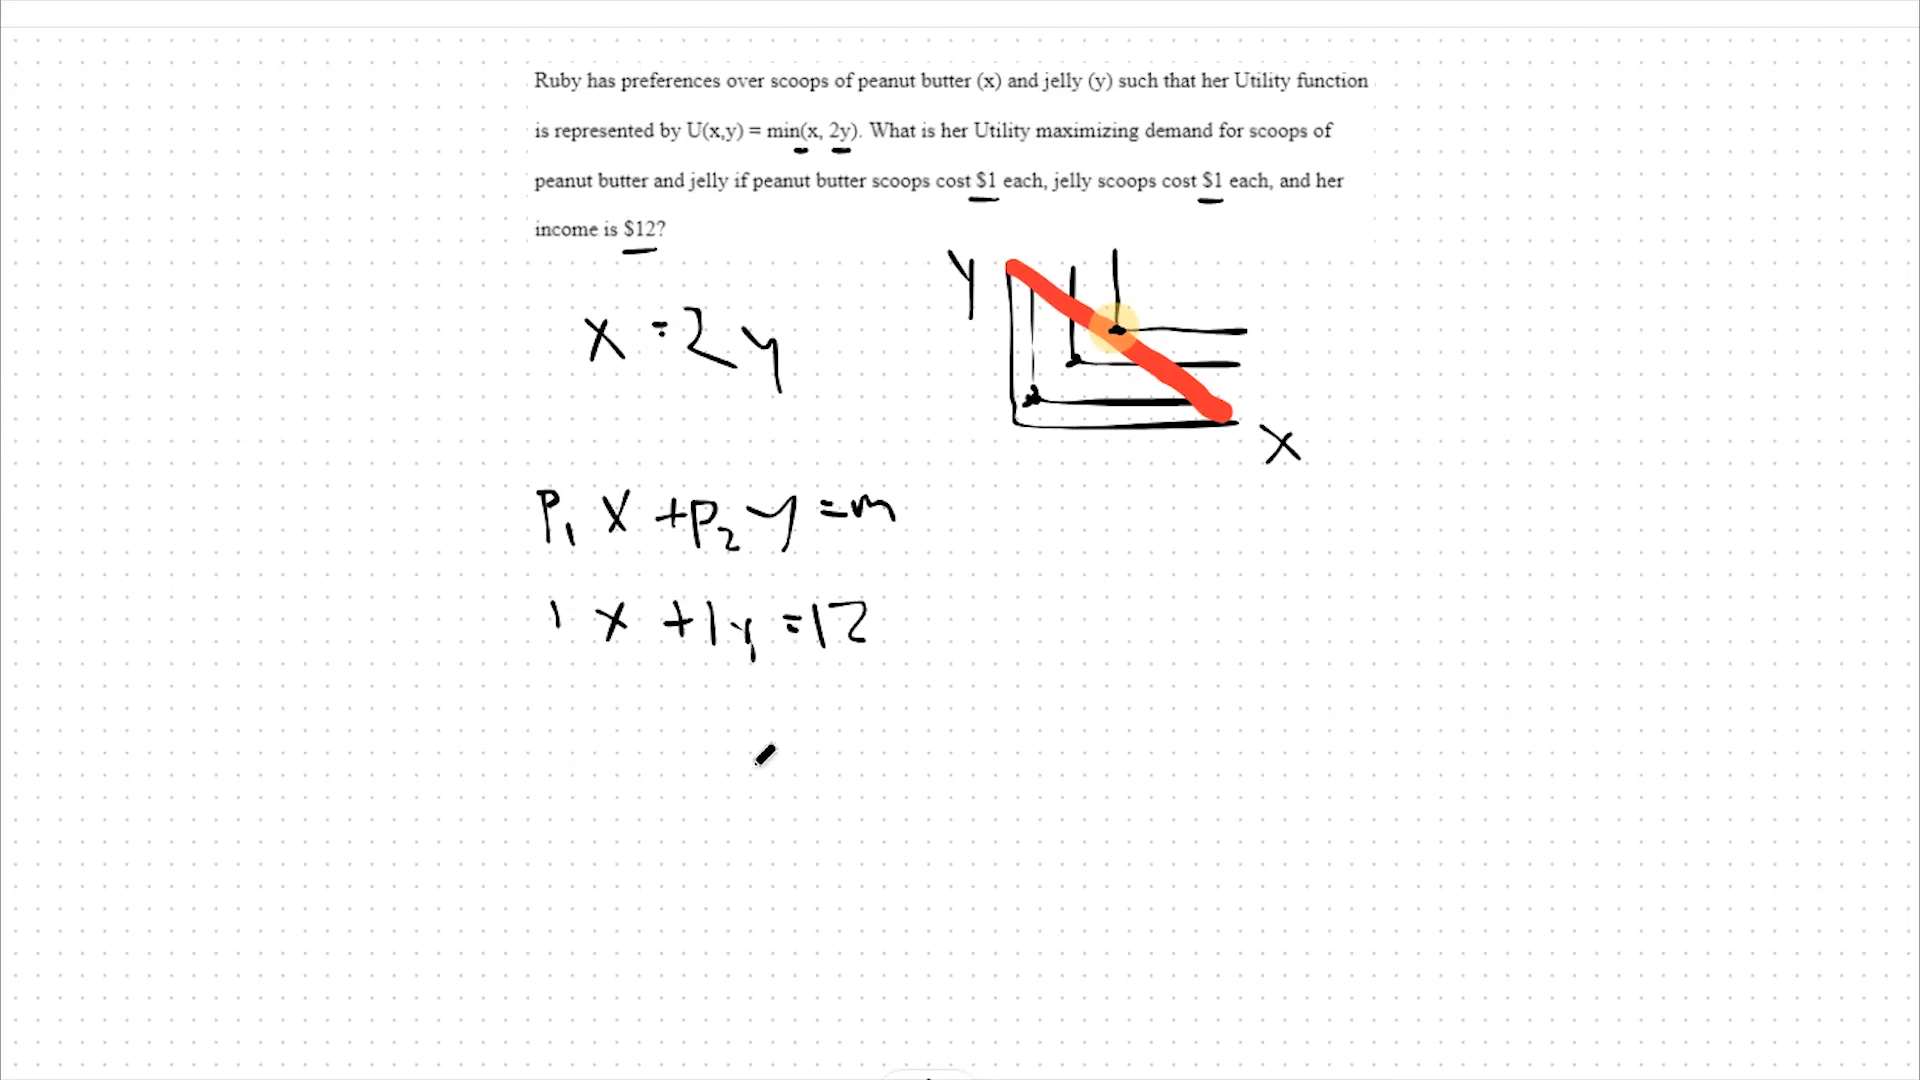 Ruby has preferences over scoops of peanut butter (x) and jelly (y) such that her Utility function
is represented by U(x,y) = min(x, 2y). What is her Utility maximizing demand for scoops of
peanut butter and jelly if peanut butter scoops cost $1 each, jelly scoops cost $1 each, and her
income is $12?
y
x = 2y
x
P₁ x + P₂ y = m
1 x + 1y = 12